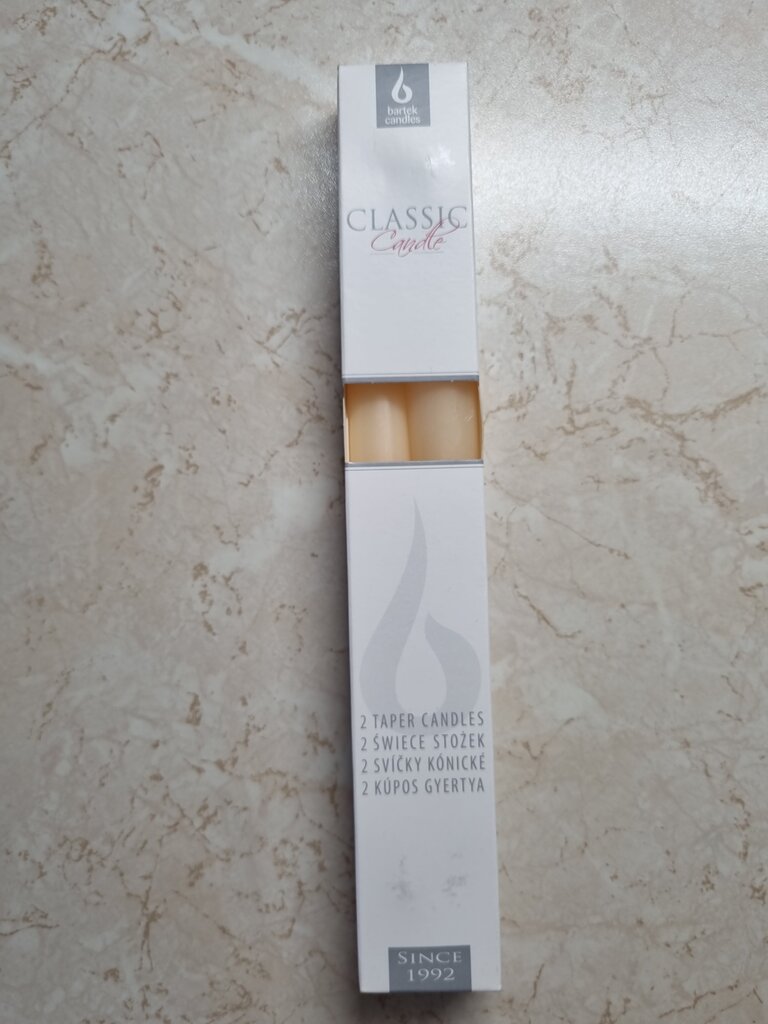 bartek
candles
CLASSIC
Candle
2 TAPER CANDLES
2 ŚWIECE STOŻEK
2 SVÍČKY KÓNICKÉ
2 KÚPOS GYERTYA
SINCE
1992